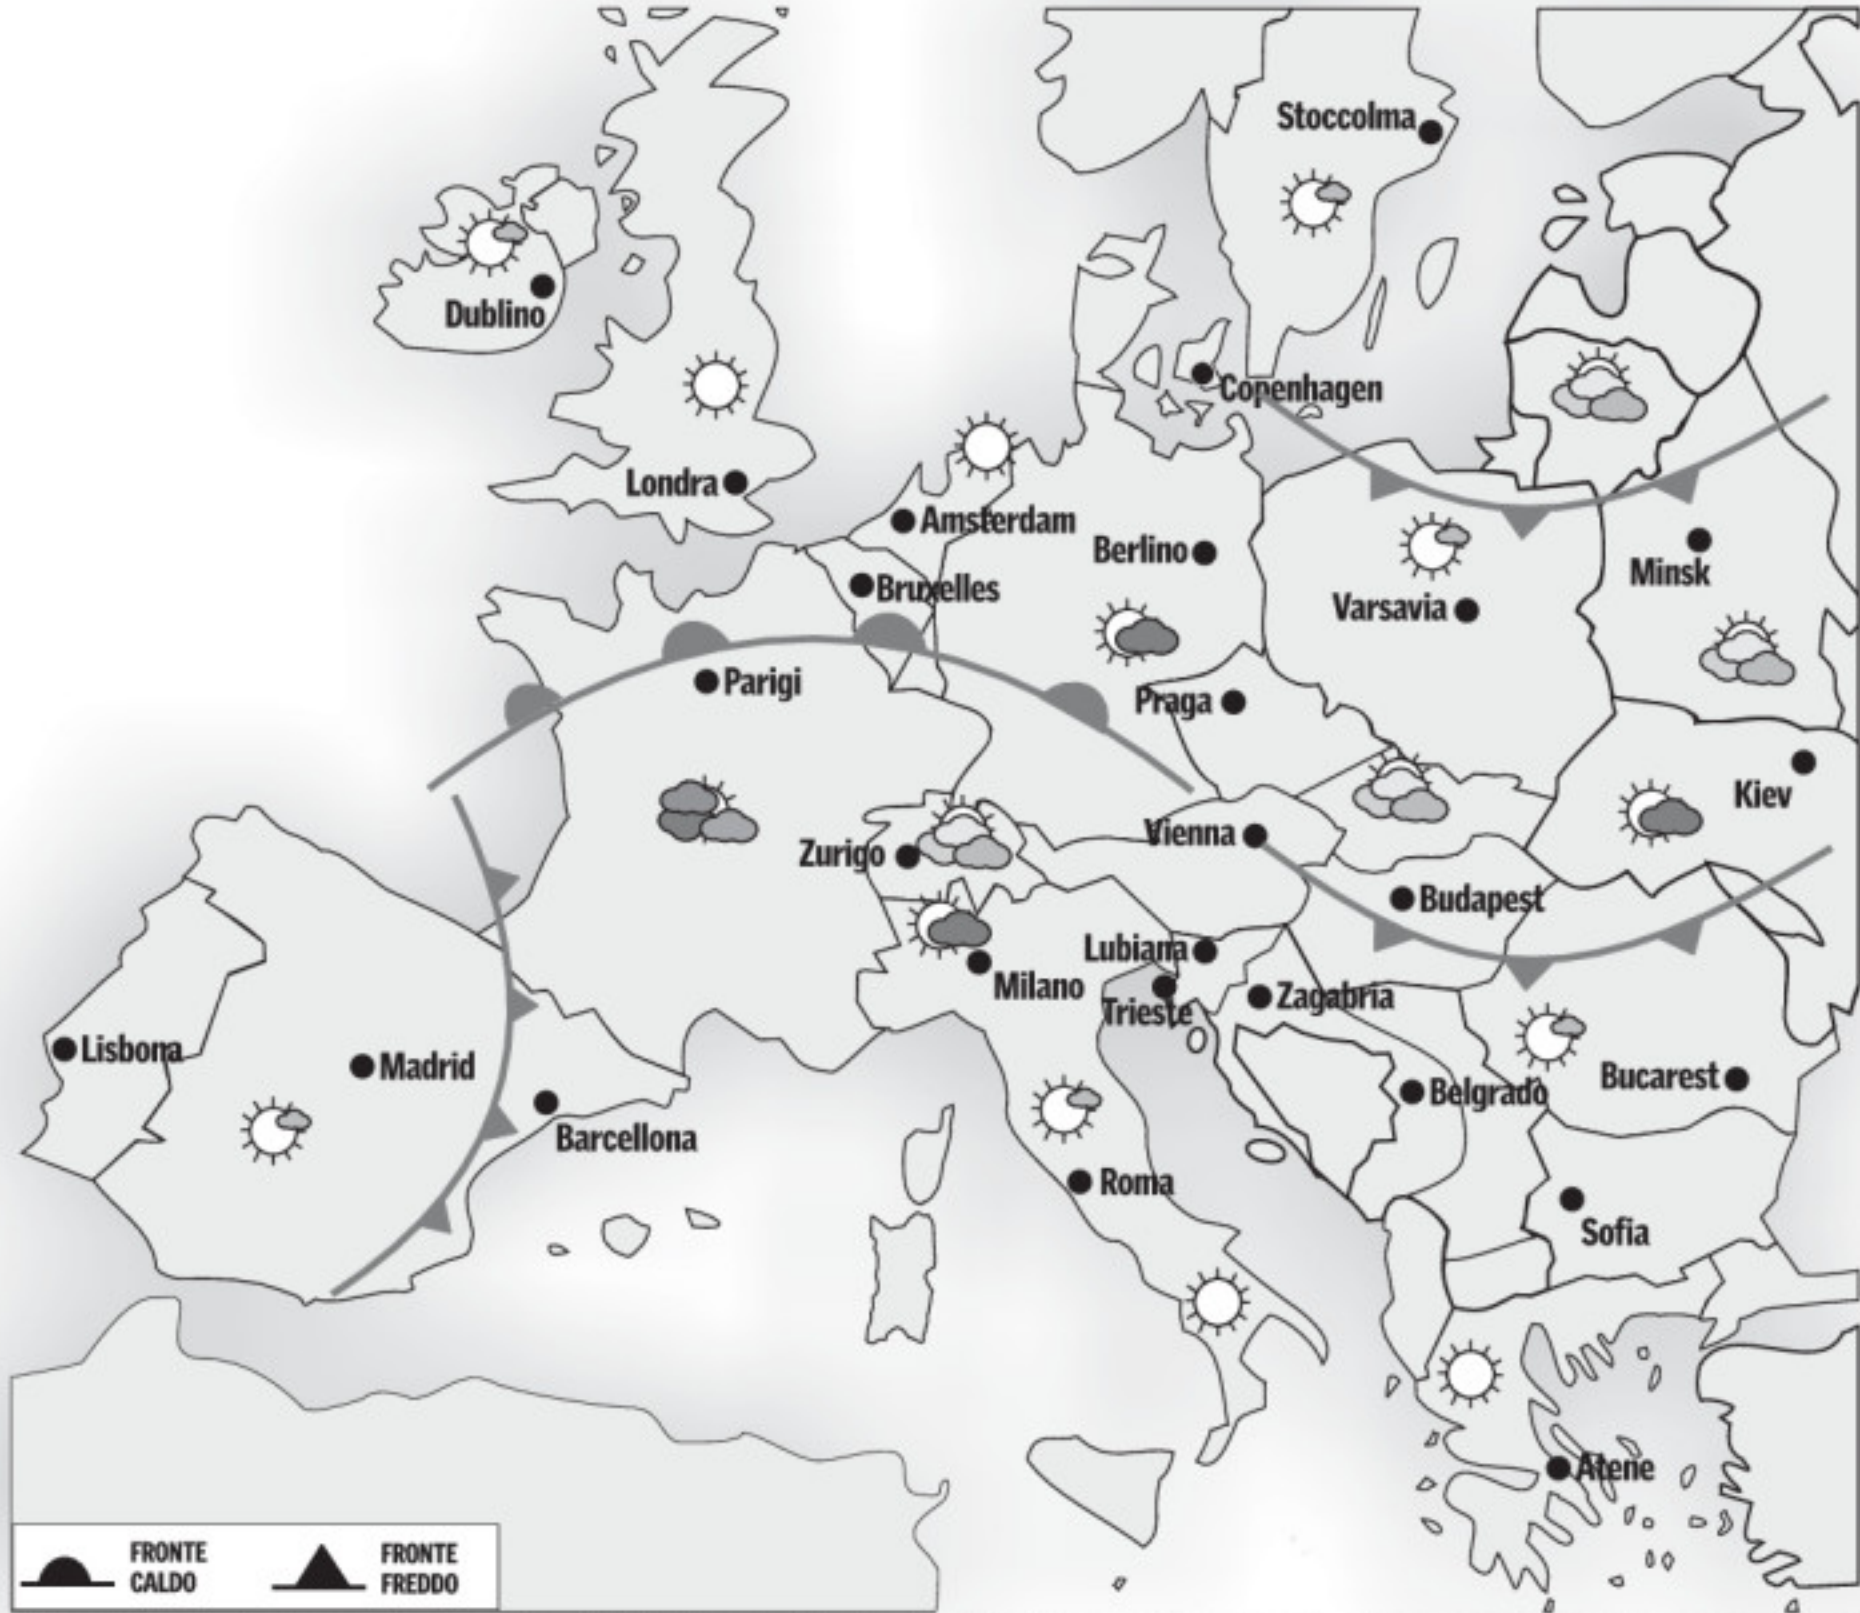 Stoccolma
Dublino
Copenhagen
Londra
Amsterdam
Berlino
Minsk
Bruxelles
Varsavia
Parigi
Praga
Kiev
Vienna
Zurigo
Budapest
Lubiana
Milano
Trieste
Zagabria
Lisbona
Madrid
Bucarest
Belgrado
Barcellona
Roma
Sofia
Atene
FRONTE
CALDO
FRONTE
FREDDO